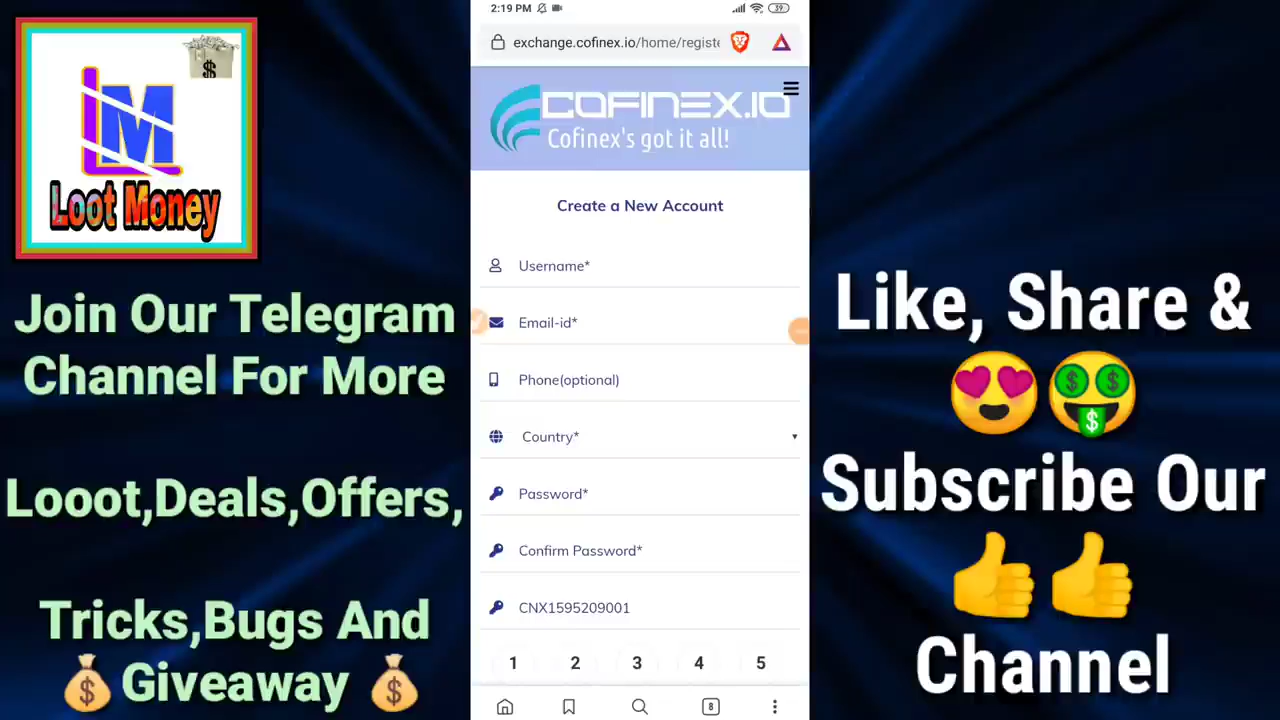 LM
Loot Money
Join Our Telegram
Channel For More
Looot,Deals,Offers,
Tricks,Bugs And
Giveaway
2:19 PM
39
exchange.cofinex.io/home/registe
COFINEX.IO
Cofinex's got it all!
Create a New Account
Username*
Email-id*
Phone(optional)
Country*
Password*
Confirm Password*
CNX1595209001
1 2 3 4 5
8
Like, Share &
Subscribe Our
Channel